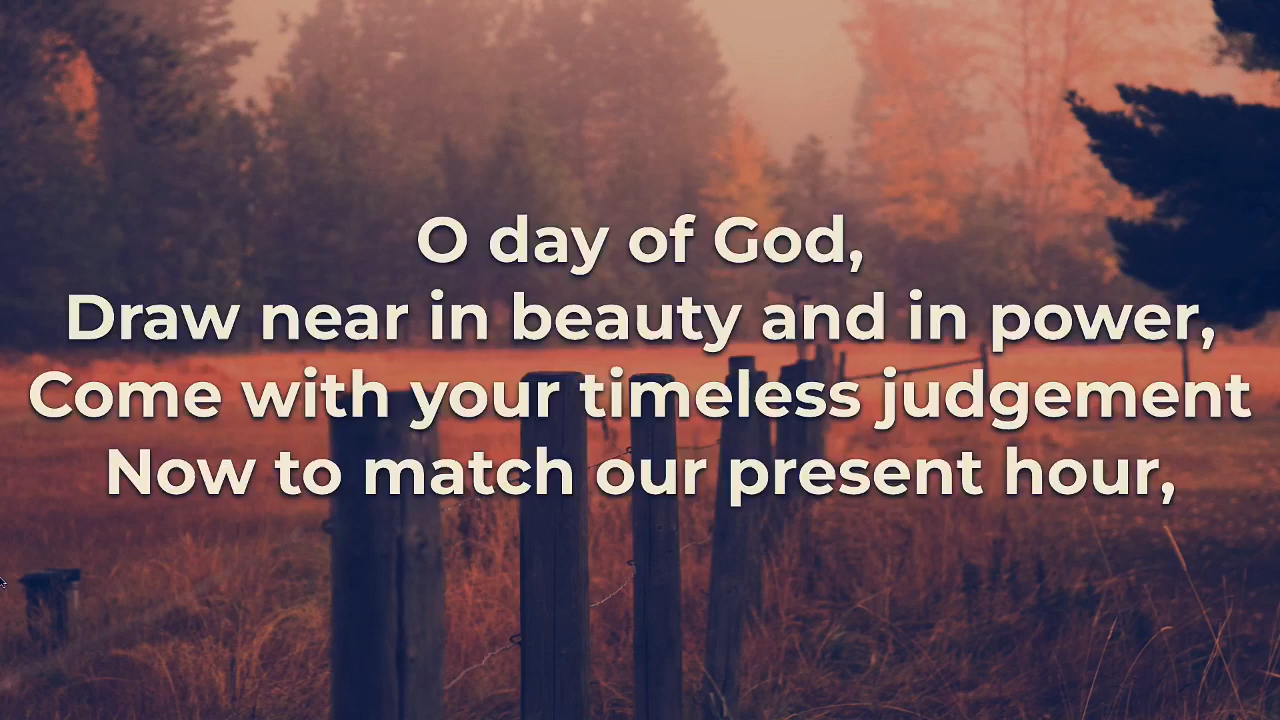 O day of God,
Draw near in beauty and in power,
Come with your timeless judgement
Now to match our present hour,